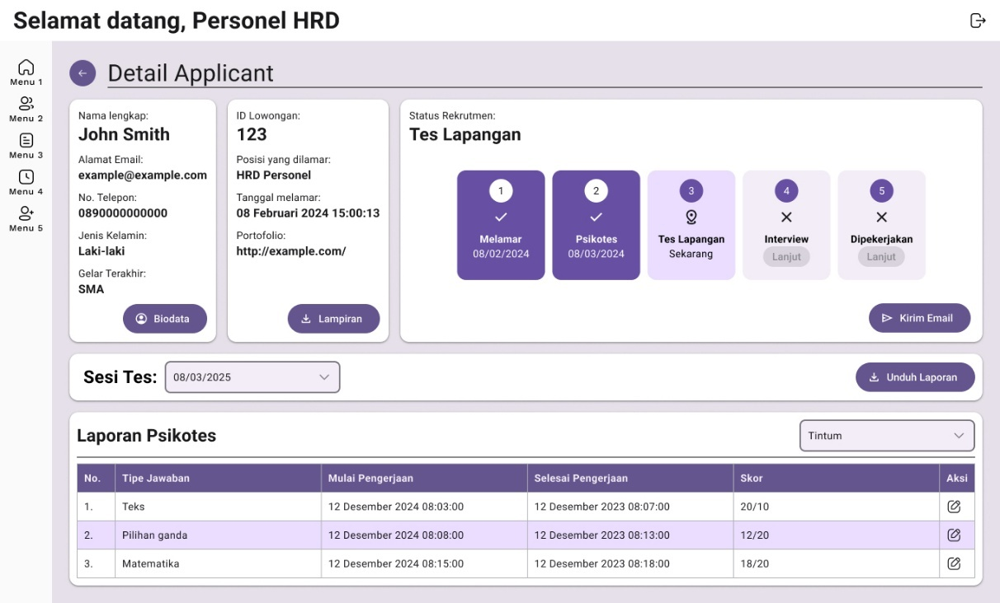 Selamat datang, Personel HRD
Menu 1
Menu 2
Menu 3
Menu 4
Menu 5
Detail Applicant
Nama lengkap:
John Smith
Alamat Email:
example@example.com
No. Telepon:
0890000000000
Jenis Kelamin:
Laki-laki
Gelar Terakhir:
SMA
Biodata
ID Lowongan:
123
Posisi yang dilamar:
HRD Personel
Tanggal melamar:
08 Februari 2024 15:00:13
Portofolio:
http://example.com/
Lampiran
Status Rekrutmen:
Tes Lapangan
1
Melamar
08/02/2024
2
Psikotes
08/03/2024
3
Tes Lapangan
Sekarang
4
Interview
Lanjut
5
Dipekerjakan
Lanjut
Kirim Email
Sesi Tes: 08/03/2025
Unduh Laporan
Laporan Psikotes
Tintum
No. Tipe Jawaban Mulai Pengerjaan Selesai Pengerjaan Skor Aksi
1. Teks 12 Desember 2024 08:03:00 12 Desember 2023 08:07:00 20/10
2. Pilihan ganda 12 Desember 2024 08:08:00 12 Desember 2023 08:13:00 12/20
3. Matematika 12 Desember 2024 08:15:00 12 Desember 2023 08:18:00 18/20